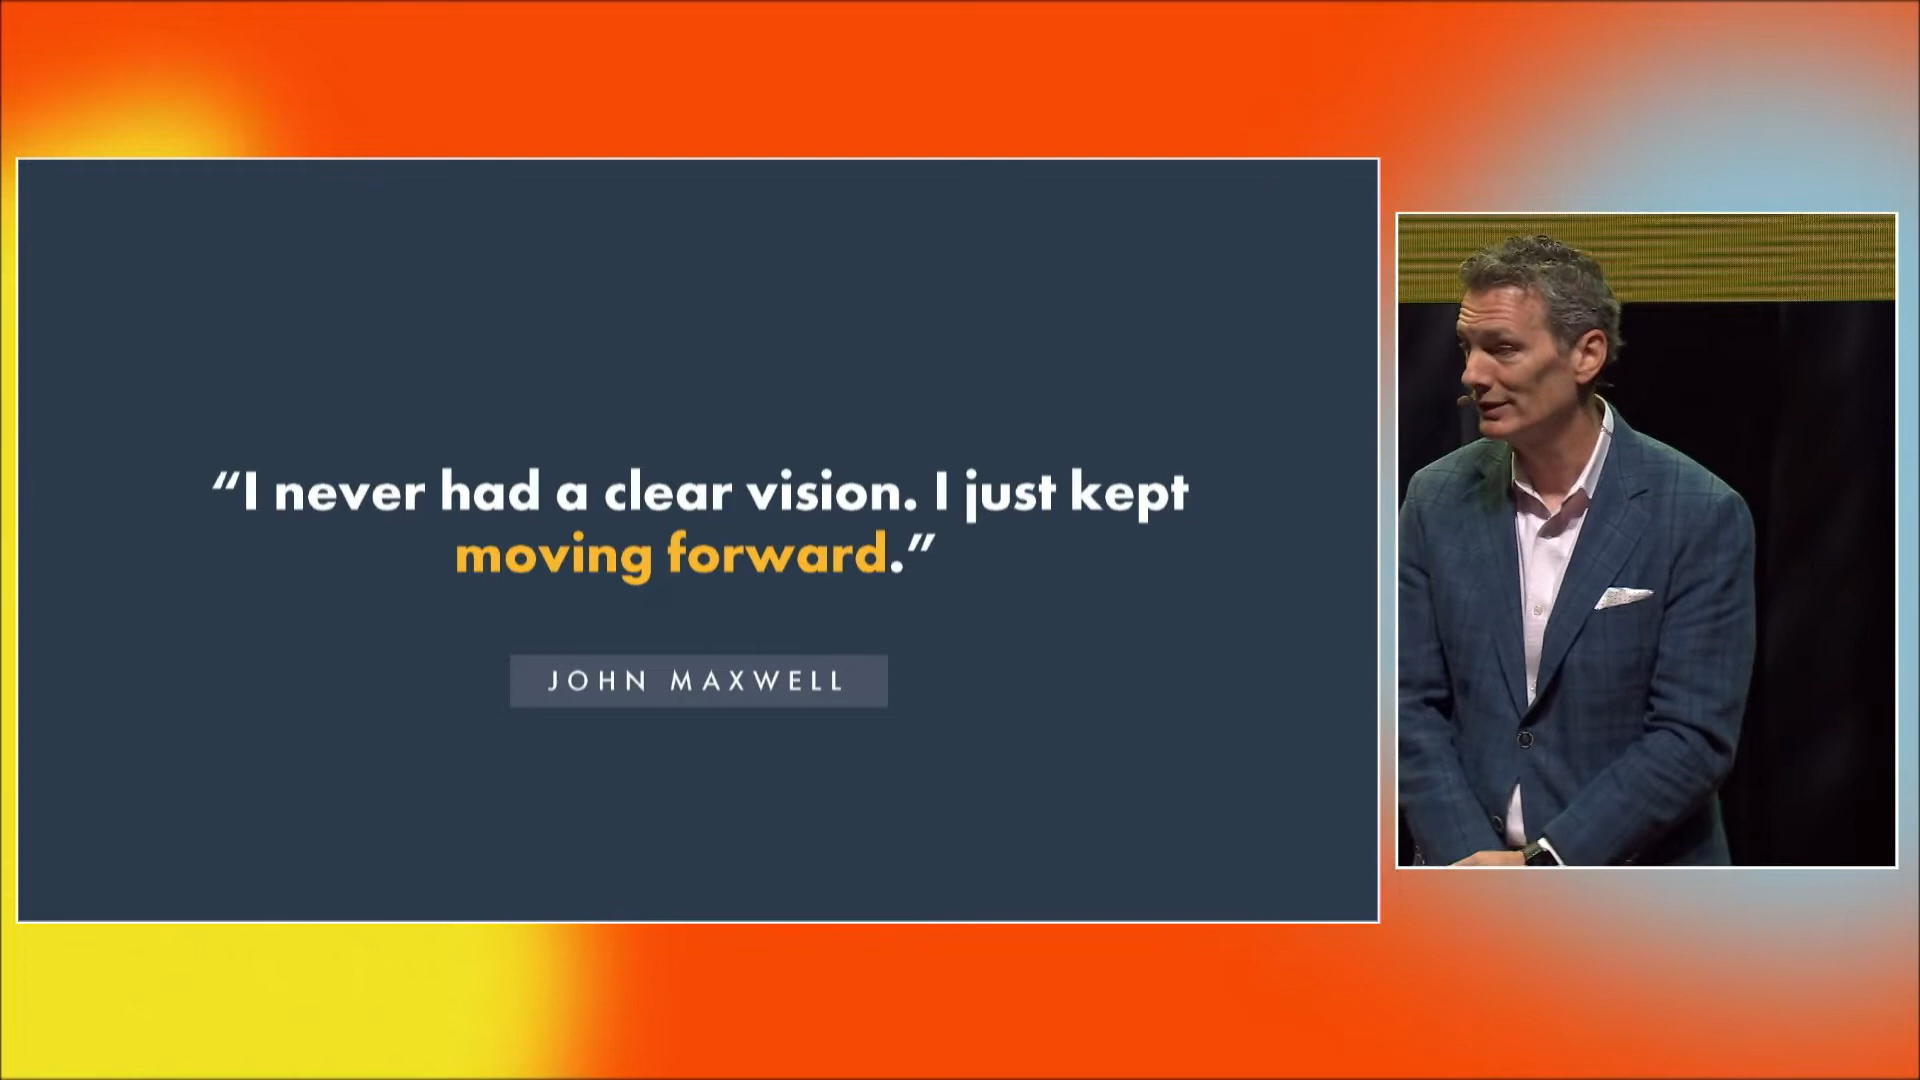 “I never had a clear vision. I just kept
moving forward.”
JOHN MAXWELL